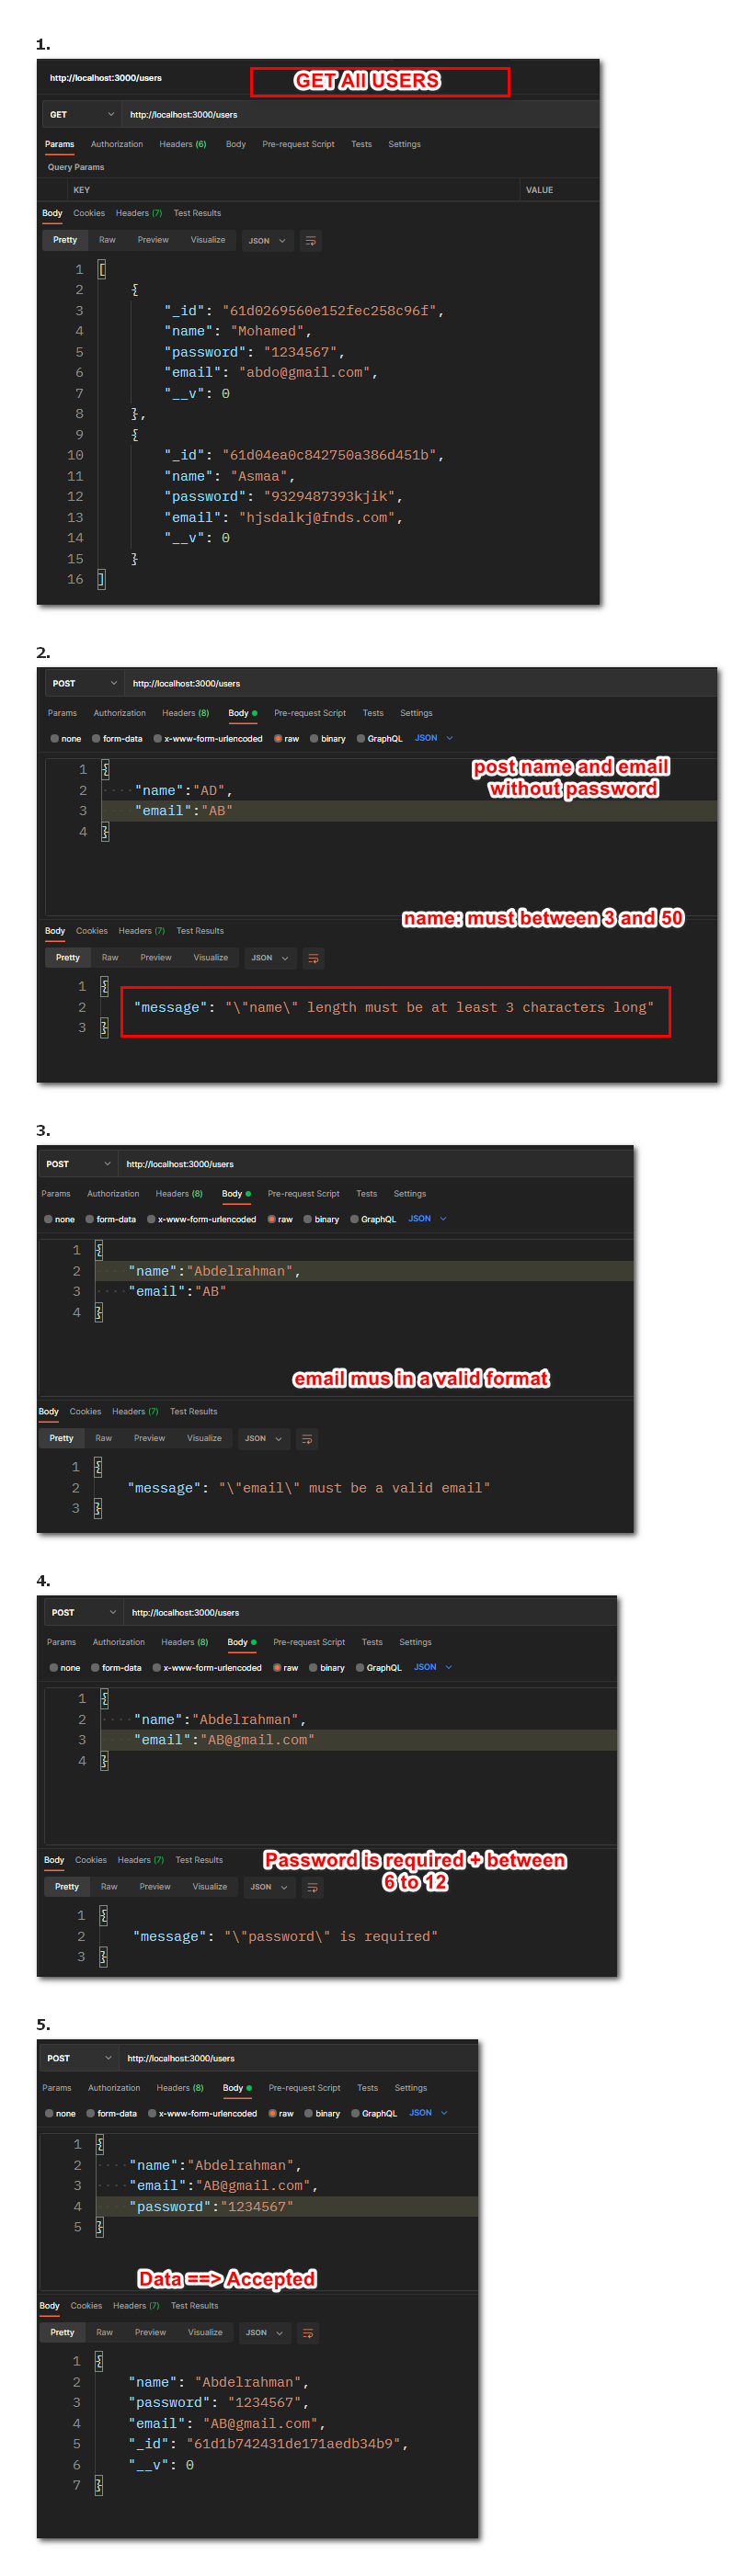 1.
http://localhost:3000/users
GET All USERS
GET http://localhost:3000/users
Params Authorization Headers (6) Body Pre-request Script Tests Settings
Query Params
KEY VALUE
Body Cookies Headers (7) Test Results
Pretty Raw Preview Visualize JSON
1 [
2 {
3 "_id": "61d0269560e152fec258c96f",
4 "name": "Mohamed",
5 "password": "1234567",
6 "email": "abdo@gmail.com",
7 "__v": 0
8 },
9 {
10 "_id": "61d04ea0c842750a386d451b",
11 "name": "Asmaa",
12 "password": "9329487393kjik",
13 "email": "hjsdalkj@fnds.com",
14 "__v": 0
15 }
16 ]
2.
POST http://localhost:3000/users
Params Authorization Headers (8) Body Pre-request Script Tests Settings
none form-data x-www-form-urlencoded raw binary GraphQL JSON
1 {
2 "name":"AD",
3 "email":"AB"
4 }
post name and email
without password
name: must between 3 and 50
Body Cookies Headers (7) Test Results
Pretty Raw Preview Visualize JSON
1 {
2 "message": "\"name\" length must be at least 3 characters long"
3 }
3.
POST http://localhost:3000/users
Params Authorization Headers (8) Body Pre-request Script Tests Settings
none form-data x-www-form-urlencoded raw binary GraphQL JSON
1 {
2 "name":"Abdelrahman",
3 "email":"AB"
4 }
email mus in a valid format
Body Cookies Headers (7) Test Results
Pretty Raw Preview Visualize JSON
1 {
2 "message": "\"email\" must be a valid email"
3 }
4.
POST http://localhost:3000/users
Params Authorization Headers (8) Body Pre-request Script Tests Settings
none form-data x-www-form-urlencoded raw binary GraphQL JSON
1 {
2 "name":"Abdelrahman",
3 "email":"AB@gmail.com"
4 }
Body Cookies Headers (7) Test Results
Password is required + between
6 to 12
Pretty Raw Preview Visualize JSON
1 {
2 "message": "\"password\" is required"
3 }
5.
POST http://localhost:3000/users
Params Authorization Headers (8) Body Pre-request Script Tests Settings
none form-data x-www-form-urlencoded raw binary GraphQL JSON
1 {
2 "name":"Abdelrahman",
3 "email":"AB@gmail.com",
4 "password":"1234567"
5 }
Data ==> Accepted
Body Cookies Headers (7) Test Results
Pretty Raw Preview Visualize JSON
1 {
2 "name": "Abdelrahman",
3 "password": "1234567",
4 "email": "AB@gmail.com",
5 "_id": "61d1b742431de171aedb34b9",
6 "__v": 0
7 }